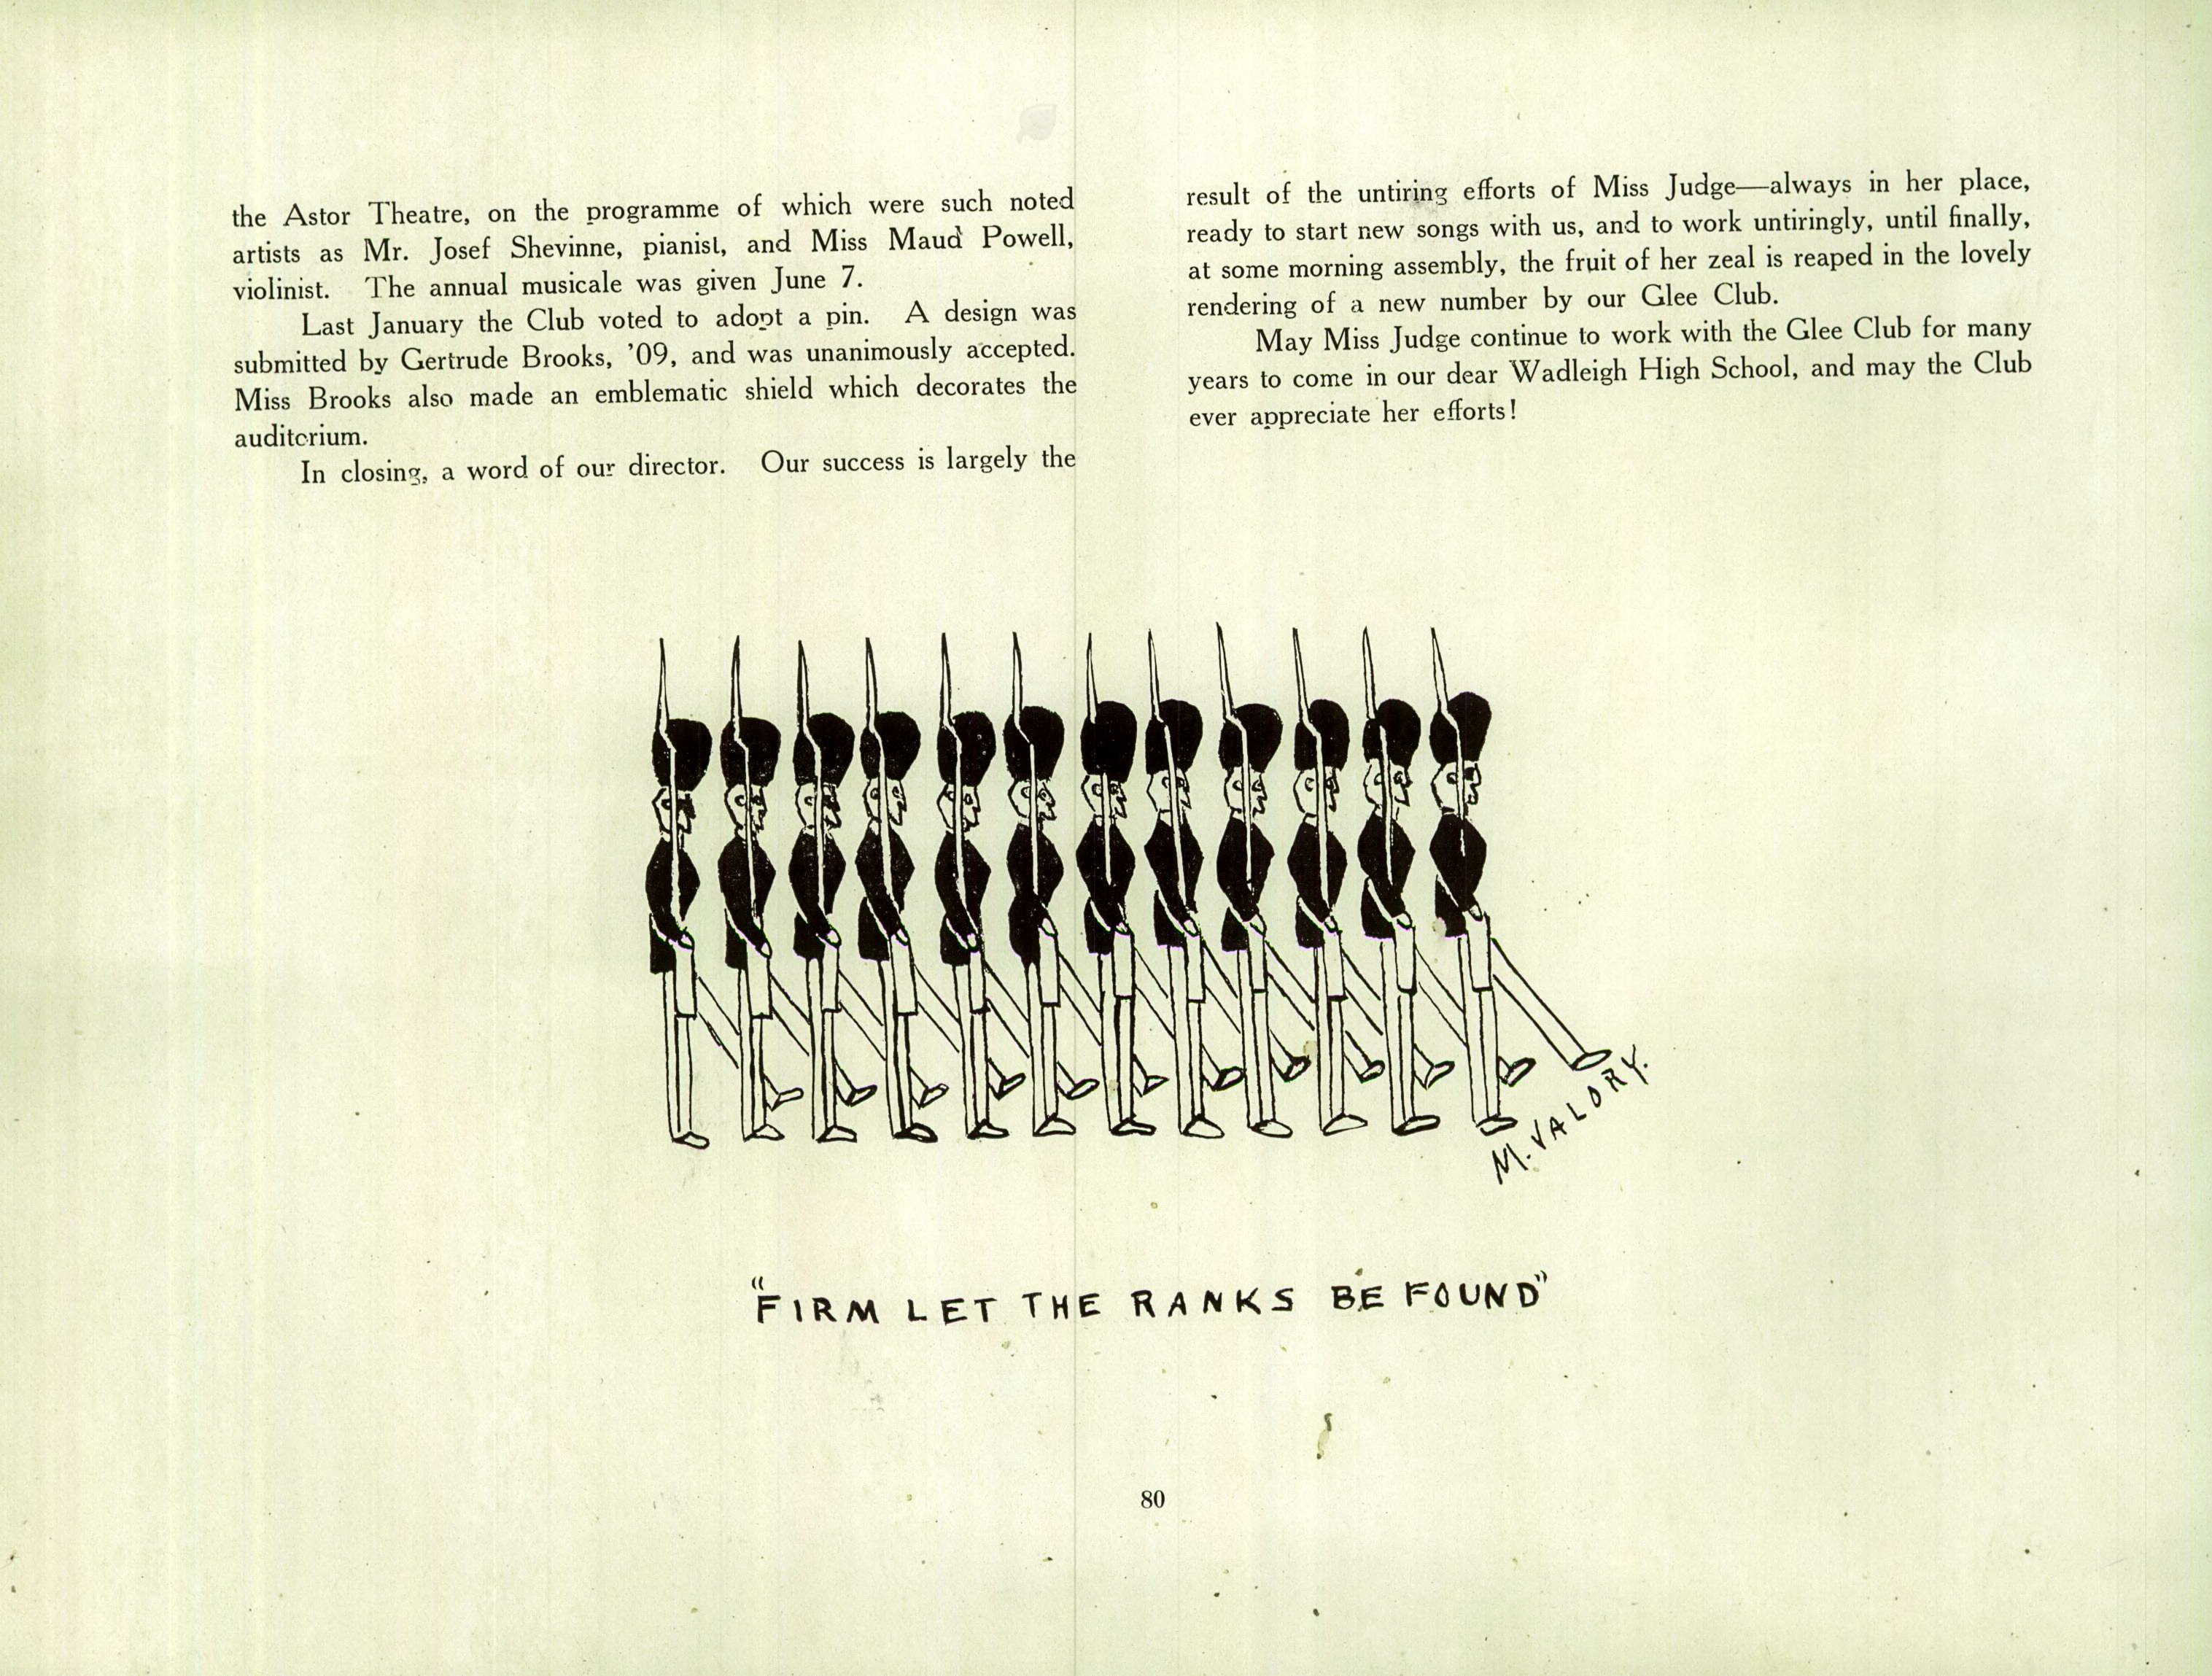 the Astor Theatre, on the programme of which were such noted
artists as Mr. Josef Shevinne, pianist, and Miss Maud Powell,
violinist. The annual musicale was given June 7.
Last January the Club voted to adopt a pin. A design was
submitted by Gertrude Brooks, '09, and was unanimously accepted.
Miss Brooks also made an emblematic shield which decorates the
auditorium.
In closing, a word of our director. Our success is largely the
result of the untiring efforts of Miss Judge—always in her place,
ready to start new songs with us, and to work untiringly, until finally,
at some morning assembly, the fruit of her zeal is reaped in the lovely
rendering of a new number by our Glee Club.
May Miss Judge continue to work with the Glee Club for many
years to come in our dear Wadleigh High School, and may the Club
ever appreciate her efforts!
M. VALORY.
"FIRM LET THE RANKS BE FOUND"
80